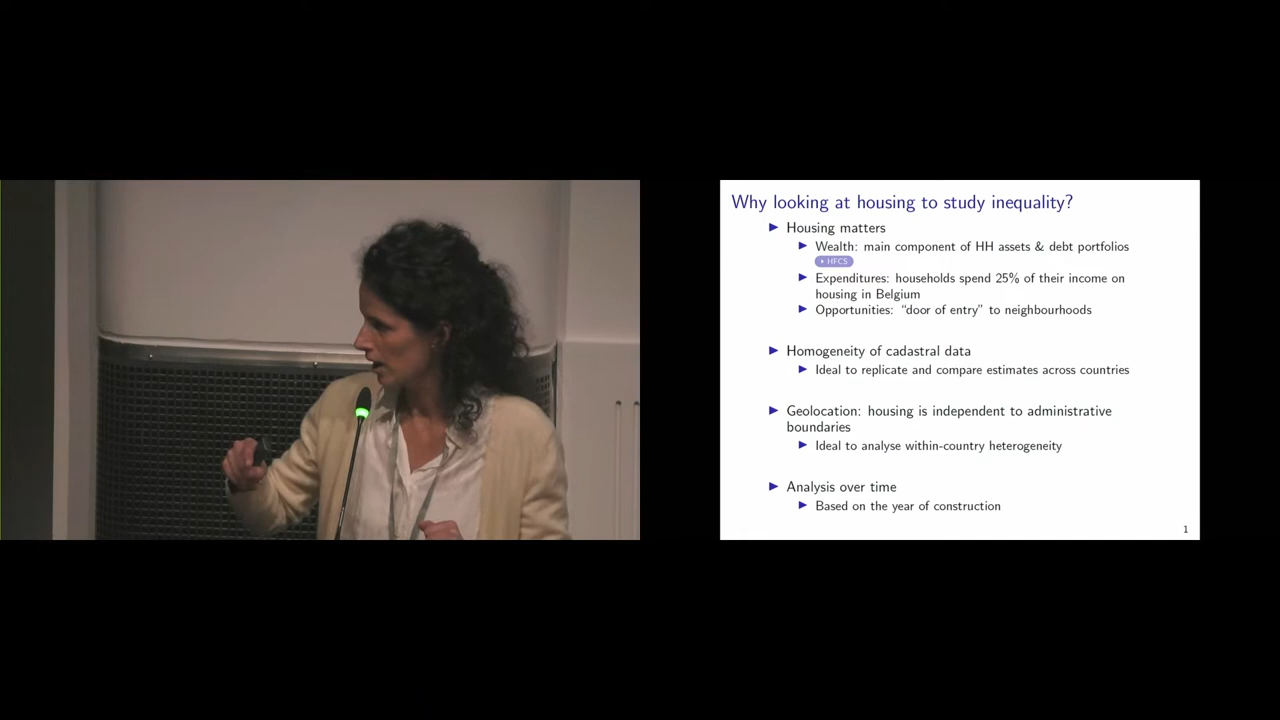 Why looking at housing to study inequality?
Housing matters
Wealth: main component of HH assets & debt portfolios
HFCS
Expenditures: households spend 25% of their income on
housing in Belgium
Opportunities: “door of entry” to neighbourhoods
Homogeneity of cadastral data
Ideal to replicate and compare estimates across countries
Geolocation: housing is independent to administrative
boundaries
Ideal to analyse within-country heterogeneity
Analysis over time
Based on the year of construction
1